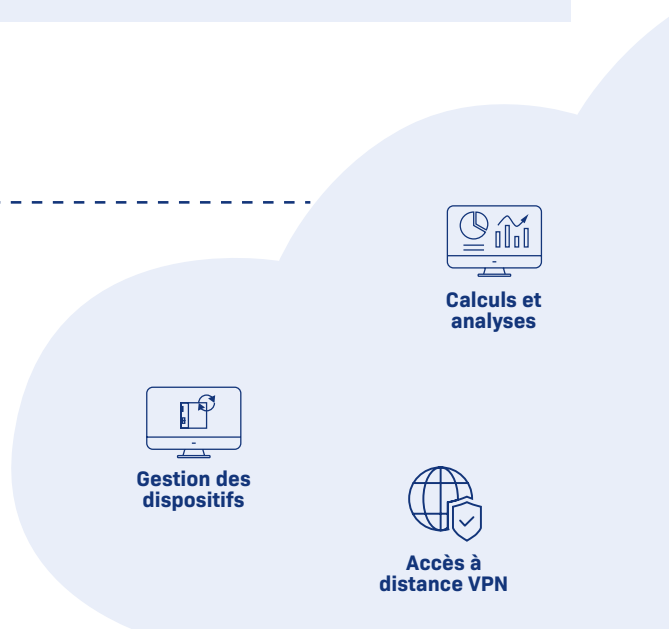 Calculs et
analyses
Gestion des
dispositifs
Accès à
distance VPN